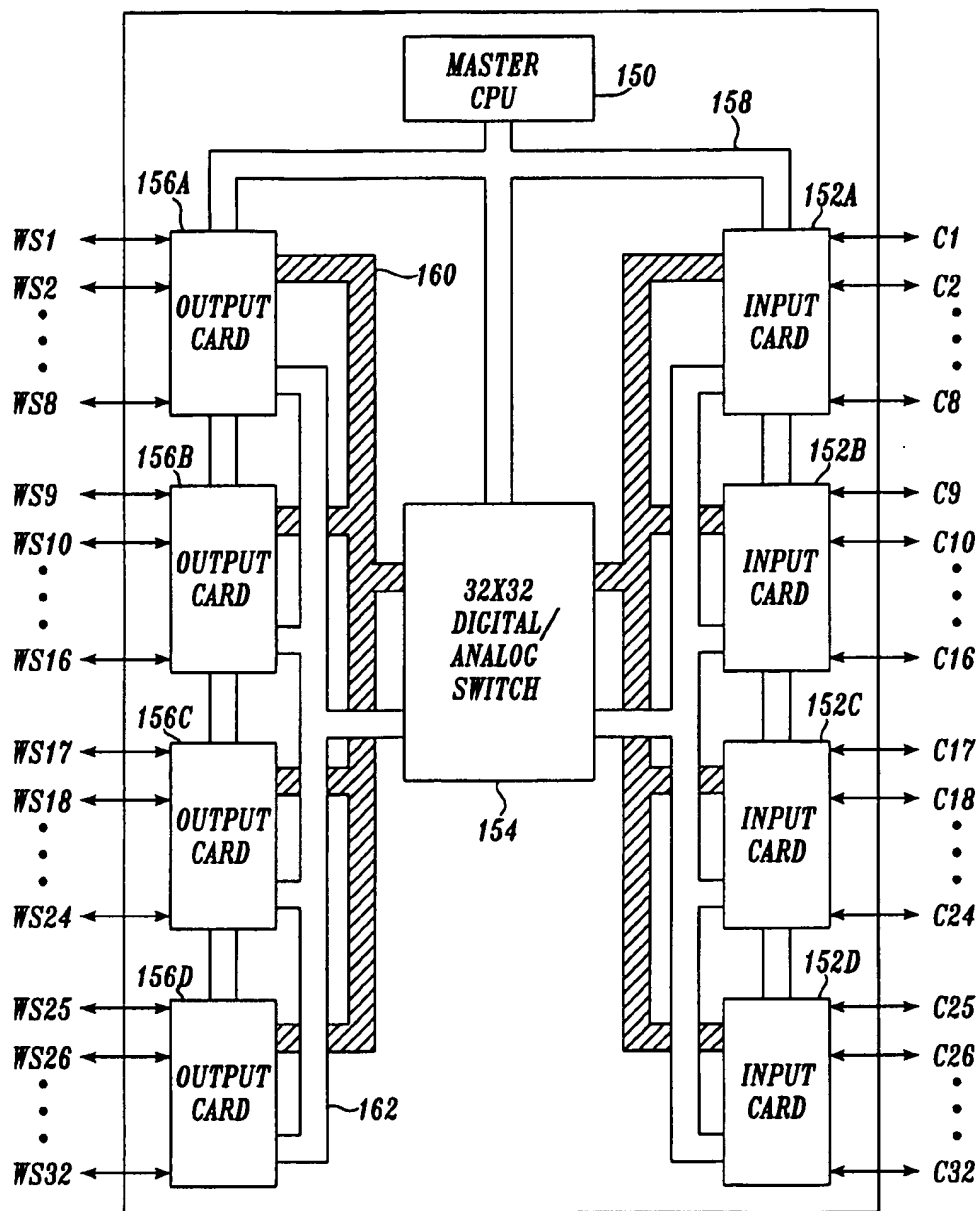 MASTER
CPU
150
158
156A
152A
WS1
C1
WS2
160
C2
OUTPUT
CARD
INPUT
CARD
WS8
C8
156B
152B
WS9
C9
WS10
C10
OUTPUT
CARD
32X32
DIGITAL/
ANALOG
SWITCH
INPUT
CARD
WS16
C16
156C
152C
WS17
C17
WS18
154
C18
OUTPUT
CARD
INPUT
CARD
WS24
C24
156D
152D
WS25
C25
WS26
C26
OUTPUT
CARD
INPUT
CARD
162
WS32
C32